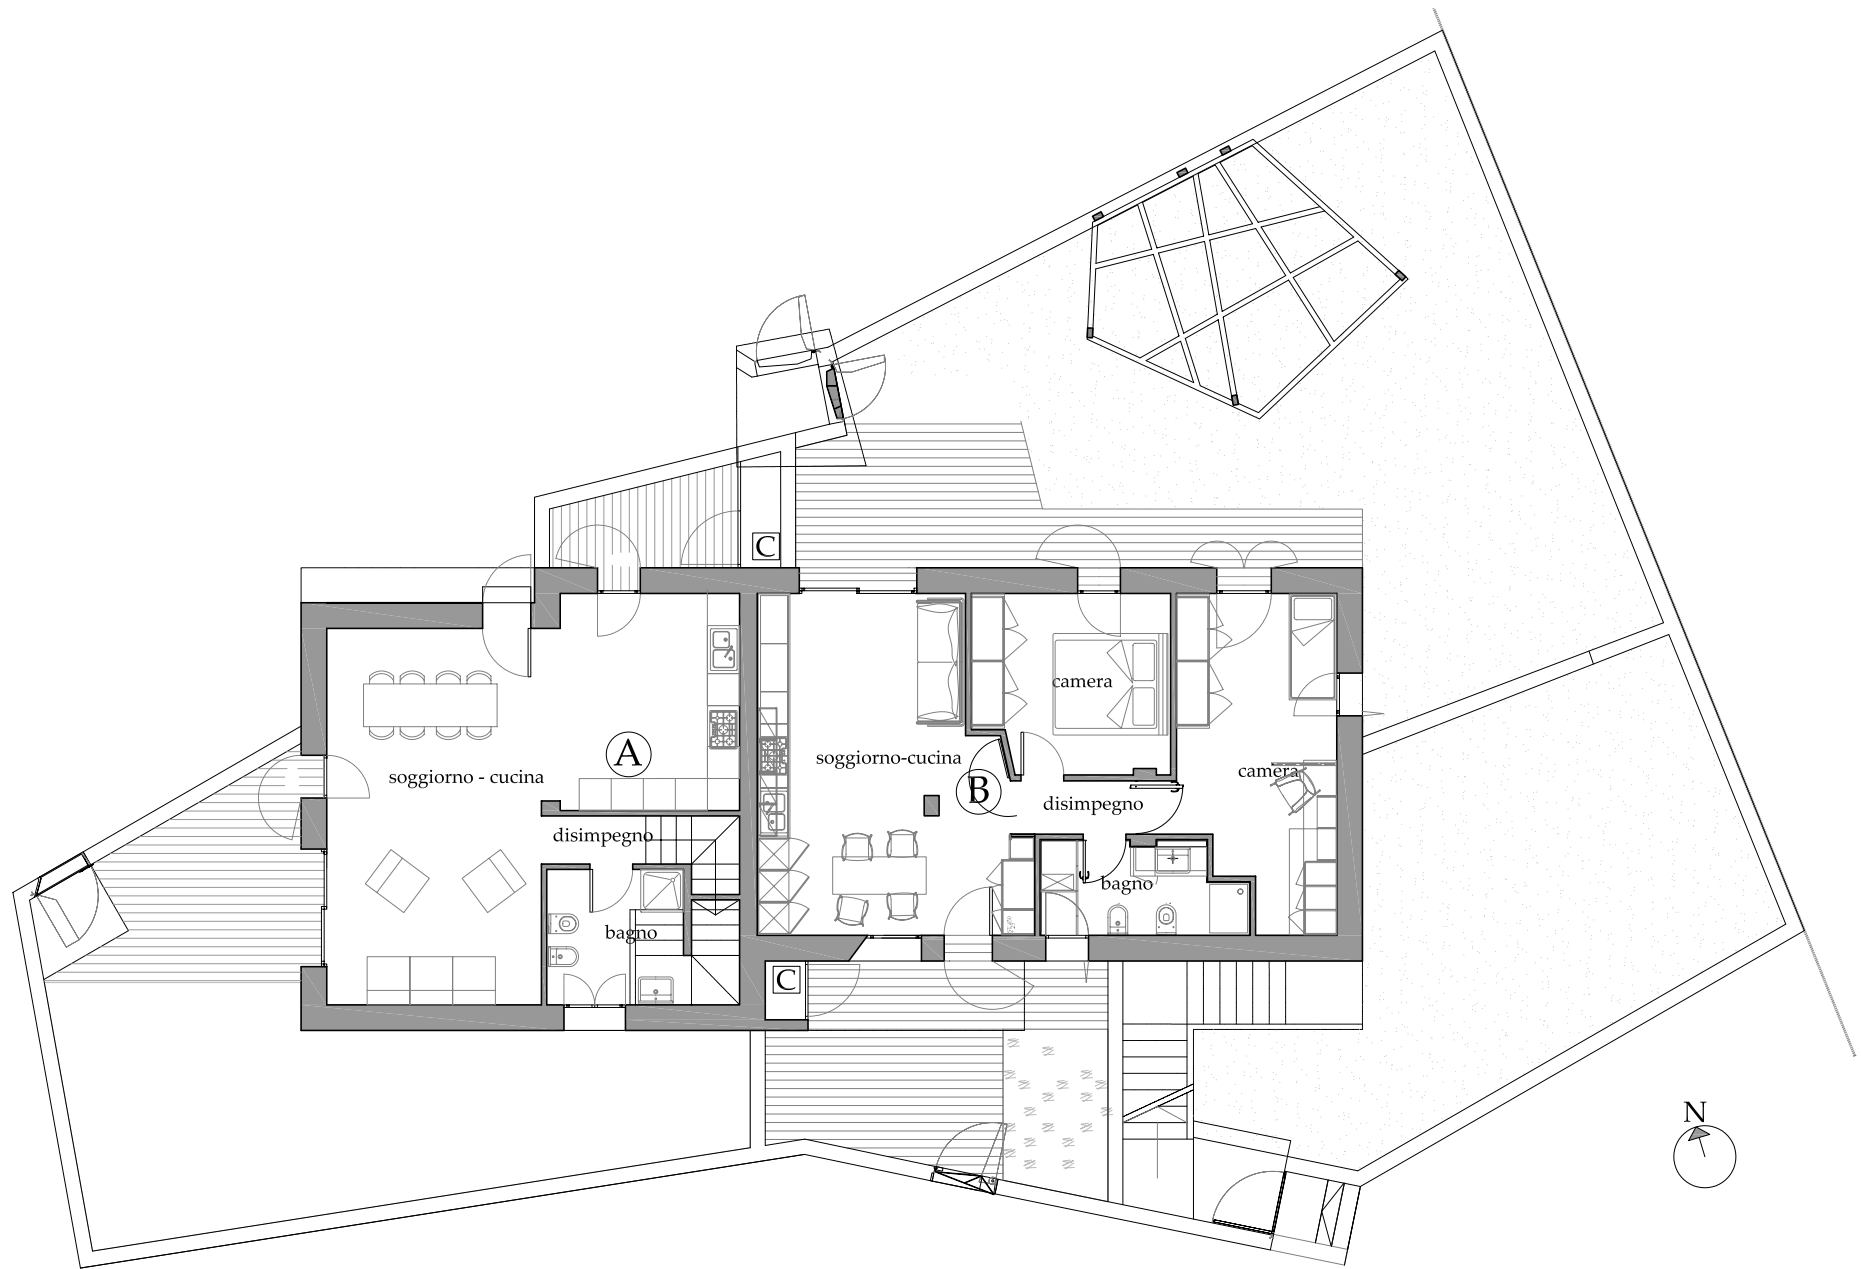 C
A
camera
soggiorno-cucina
camera
soggiorno - cucina
B
disimpegno
disimpegno
bagno
bagno
C
N